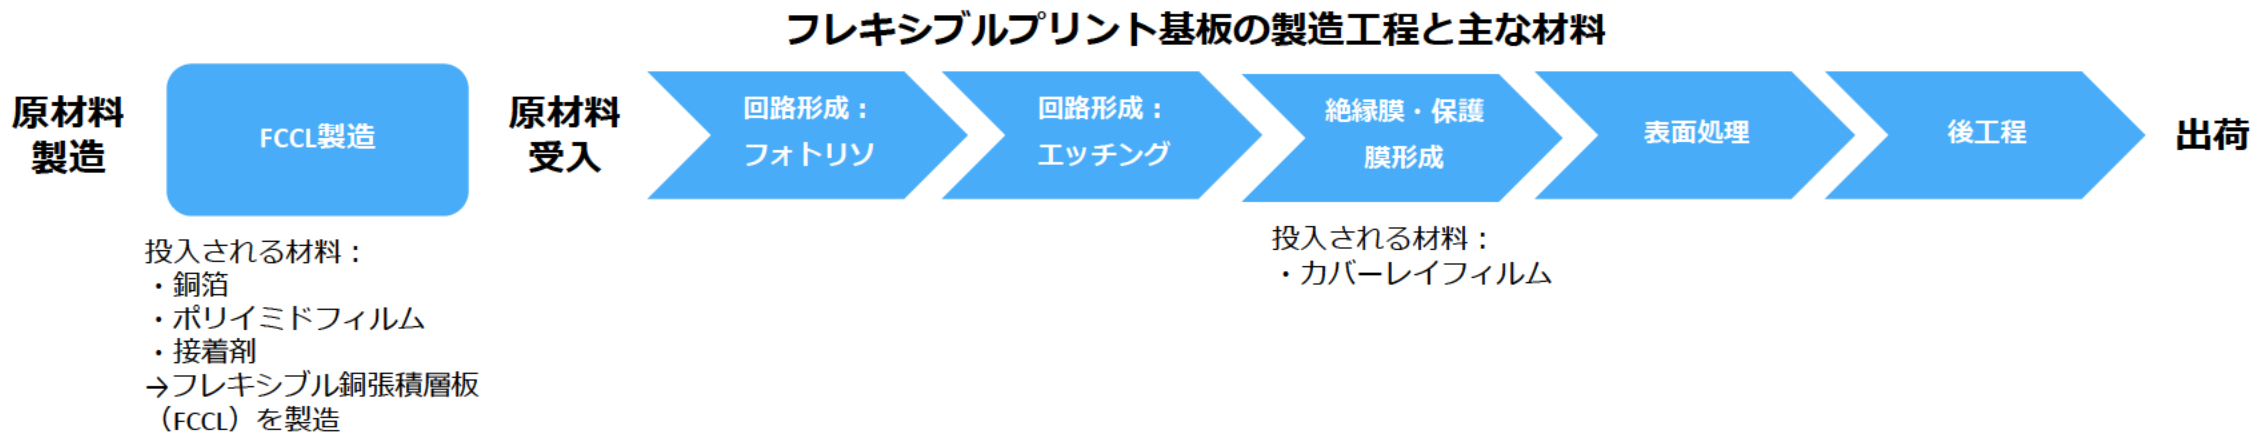 フレキシブルプリント基板の製造工程と主な材料
原材料
製造
FCCL製造
原材料
受入
回路形成：
フォトリソ
回路形成：
エッチング
絶縁膜・保護
膜形成
表面処理
後工程
出荷
投入される材料：
・銅箔
・ポリイミドフィルム
・接着剤
→フレキシブル銅張積層板
（FCCL）を製造
投入される材料：
・カバーレイフィルム